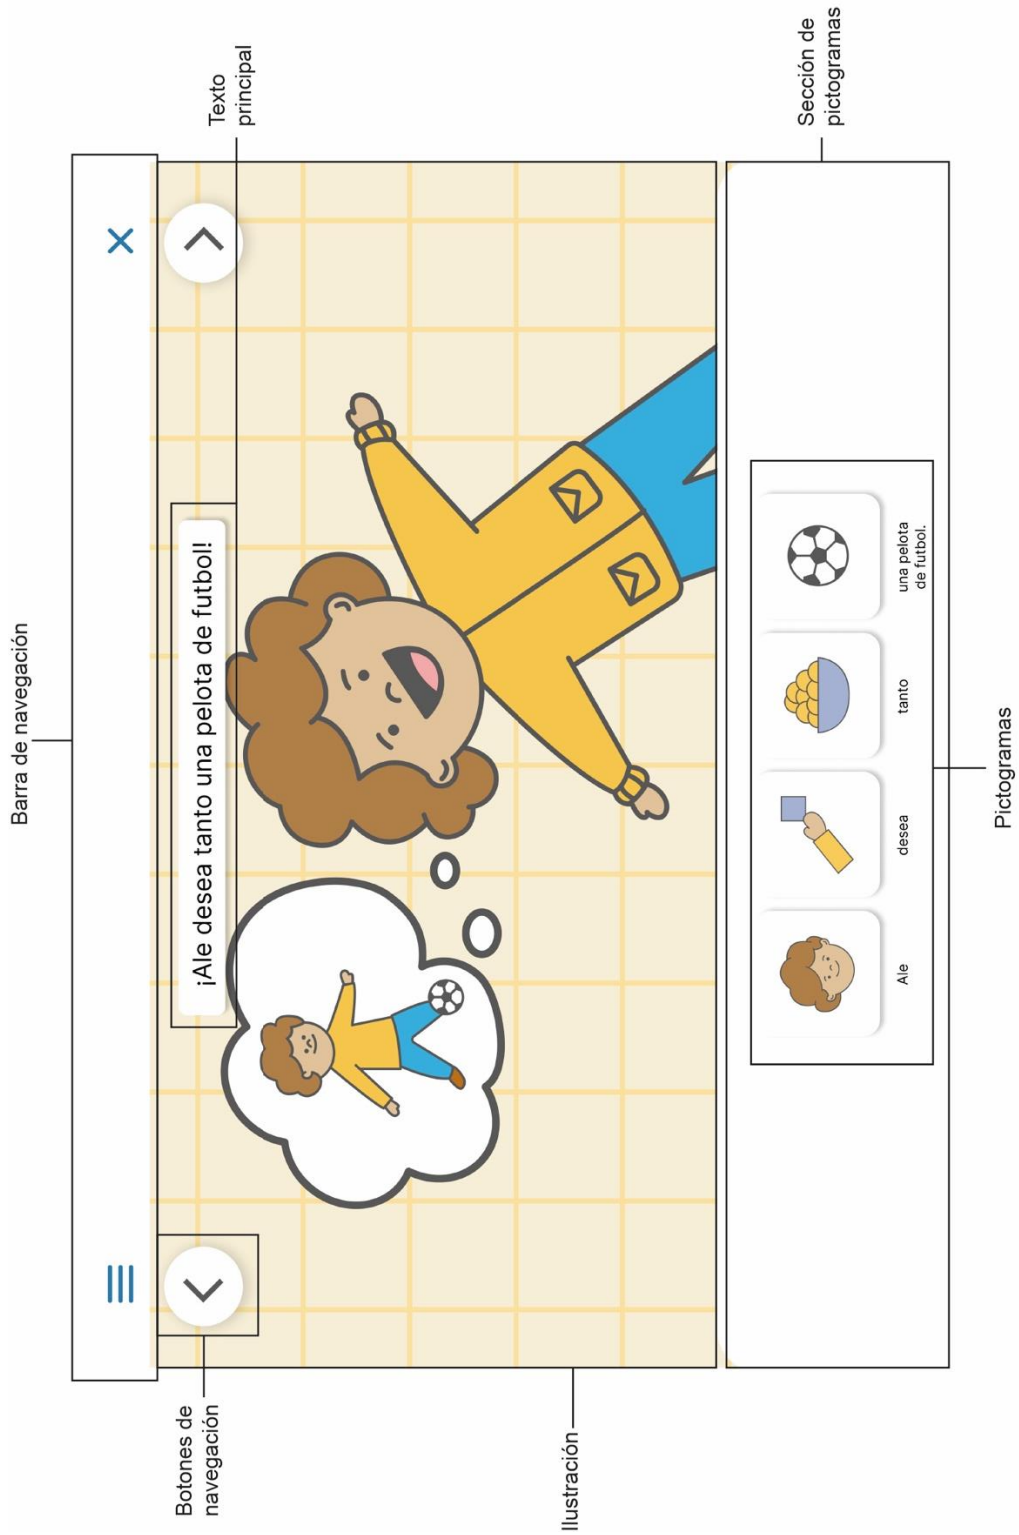 Barra de navegación
Botones de
navegación
Texto
principal
¡Ale desea tanto una pelota de futbol!
Ilustración
Sección de
pictogramas
Ale
desea
tanto
una pelota
de futbol.
Pictogramas